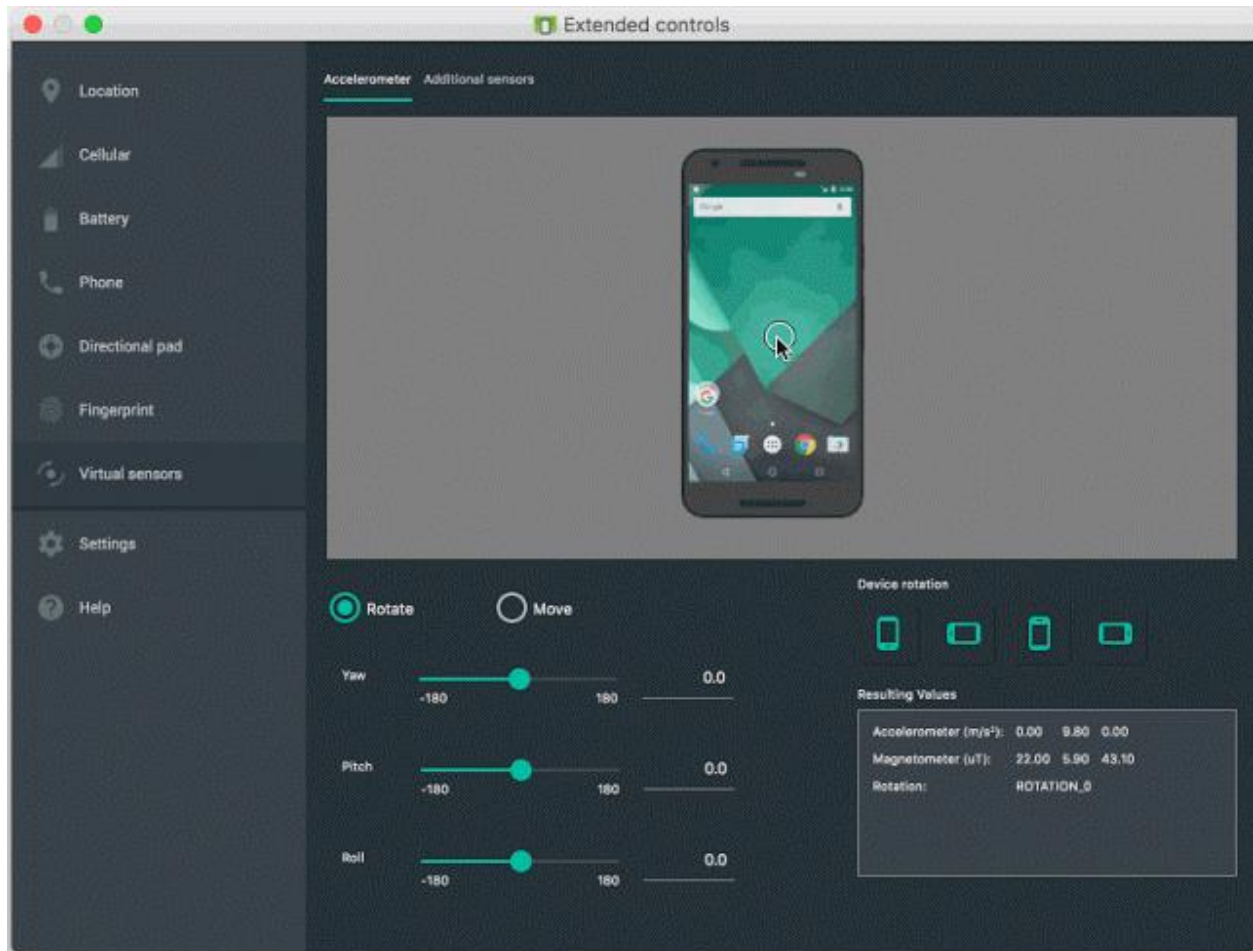 Extended controls
Location
Cellular
Battery
Phone
Directional pad
Fingerprint
Virtual sensors
Settings
Help
Accelerometer Additional sensors
Google
Rotate Move
Yaw 0.0
-180 180
Pitch 0.0
-180 180
Roll 0.0
-180 180
Device rotation
Resulting Values
Accelerometer (m/s²): 0.00 9.80 0.00
Magnetometer (uT): 22.00 5.90 43.10
Rotation: ROTATION_0